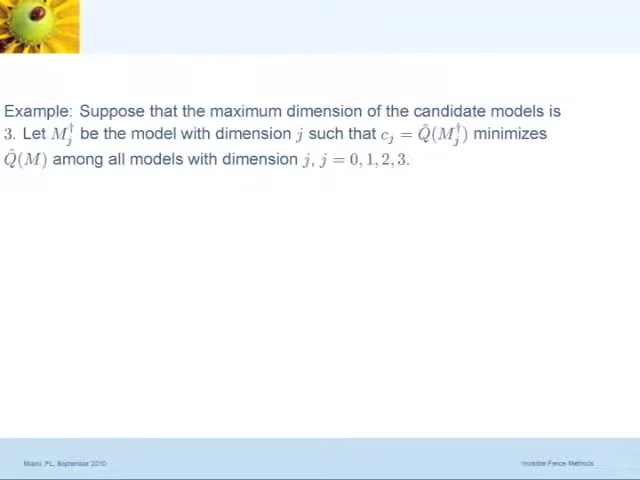 Example: Suppose that the maximum dimension of the candidate models is
3. Let $M_j^\dagger$ be the model with dimension $j$ such that $c_j = \hat{Q}(M_j^\dagger)$ minimizes
$\hat{Q}(M)$ among all models with dimension $j$, $j = 0, 1, 2, 3$.
Miami, FL, September 2010
Invisible Fence Methods